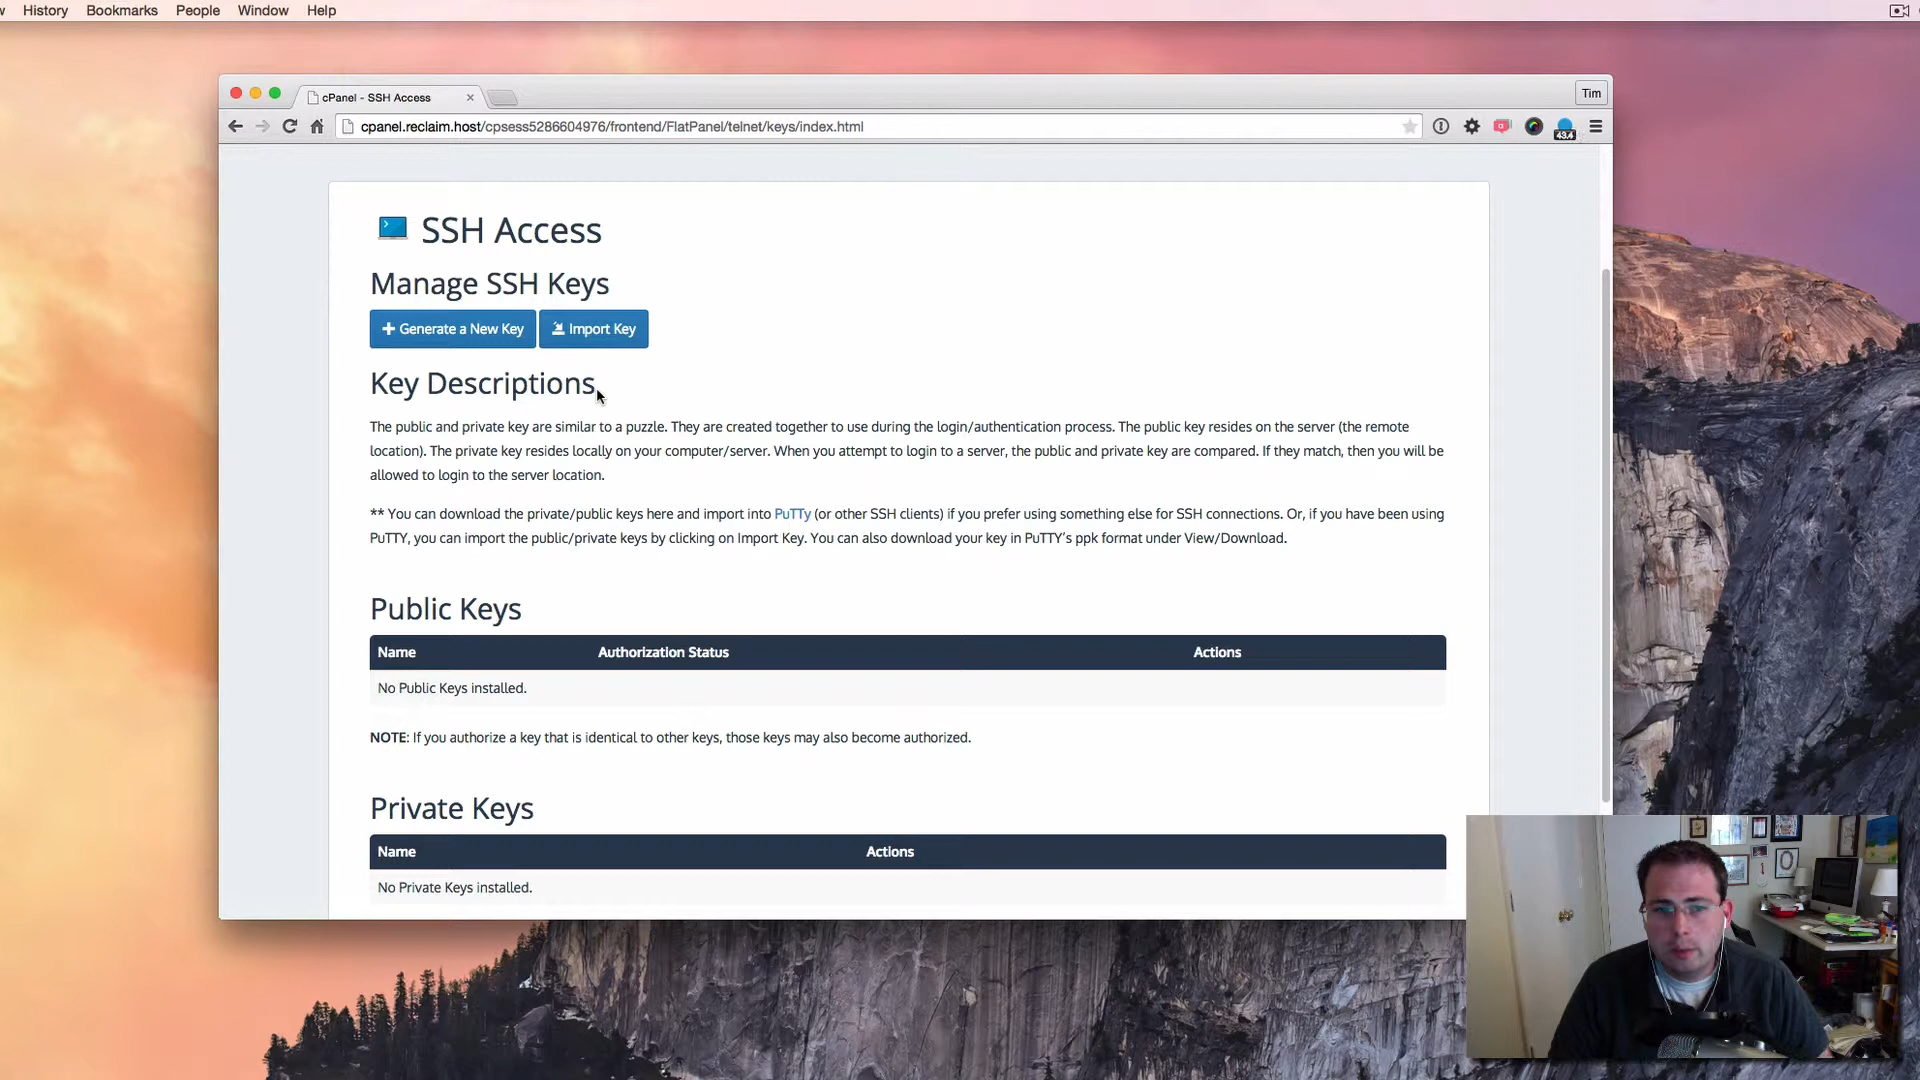 History Bookmarks People Window Help
cPanel - SSH Access
Tim
cpanel.reclaim.host/cpsess5286604976/frontend/FlatPanel/telnet/keys/index.html
43.4
SSH Access
Manage SSH Keys
Generate a New Key Import Key
Key Descriptions
The public and private key are similar to a puzzle. They are created together to use during the login/authentication process. The public key resides on the server (the remote
location). The private key resides locally on your computer/server. When you attempt to login to a server, the public and private key are compared. If they match, then you will be
allowed to login to the server location.
** You can download the private/public keys here and import into PuTTy (or other SSH clients) if you prefer using something else for SSH connections. Or, if you have been using
PuTTY, you can import the public/private keys by clicking on Import Key. You can also download your key in PuTTY's ppk format under View/Download.
Public Keys
Name Authorization Status Actions
No Public Keys installed.
NOTE: If you authorize a key that is identical to other keys, those keys may also become authorized.
Private Keys
Name Actions
No Private Keys installed.